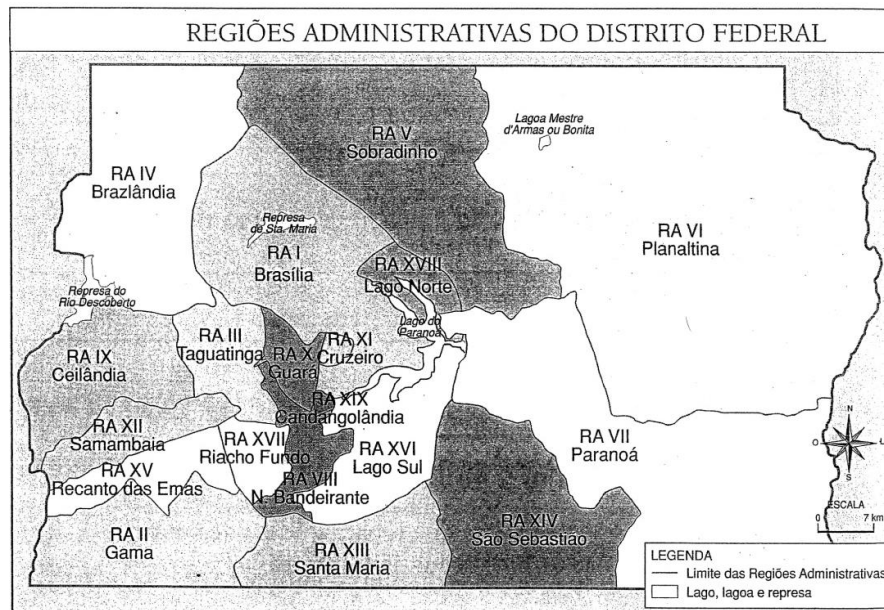 REGIÕES ADMINISTRATIVAS DO DISTRITO FEDERAL
RA V
Sobradinho
Lagoa Mestre
d'Armas ou Bonita
RA IV
Brazlândia
RA VI
Planaltina
Represa
de Sta. Maria
RA I
Brasília
RA XVIII
Lago Norte
Represa do
Rio Descoberto
Lago do
Paranoá
RA III
Taguatinga
RA X
Guará
RA XI
Cruzeiro
RA IX
Ceilândia
RA XIX
Candangolândia
RA XII
Samambaia
RA XVII
Riacho Fundo
RA XVI
Lago Sul
RA VII
Paranoá
RA XV
Recanto das Emas
RA VIII
N. Bandeirante
RA II
Gama
RA XIII
Santa Maria
RA XIV
São Sebastião
N
O
L
S
ESCALA
0 7 km
LEGENDA
Limite das Regiões Administrativas
Lago, lagoa e represa